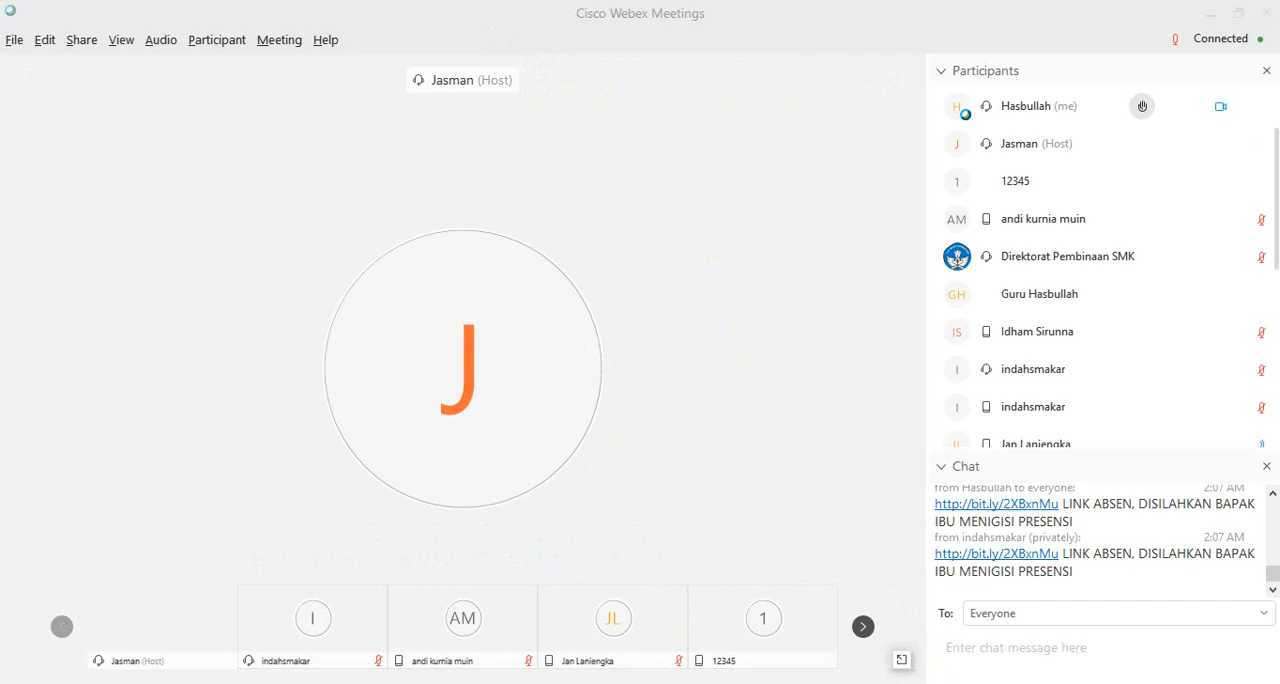 Cisco Webex Meetings
File Edit Share View Audio Participant Meeting Help
Connected
Jasman (Host)
J
Jasman (Host)
I
indahsmakar
AM
andi kurnia muin
JL
Jan Laniengka
1
12345
Participants
H Hasbullah (me)
J Jasman (Host)
1 12345
AM andi kurnia muin
Direktorat Pembinaan SMK
GH Guru Hasbullah
IS Idham Sirunna
I indahsmakar
I indahsmakar
JL Jan Laniengka
Chat
from Hasbullah to everyone: 2:07 AM
http://bit.ly/2XBxnMu LINK ABSEN, DISILAHKAN BAPAK
IBU MENIGISI PRESENSI
from indahsmakar (privately): 2:07 AM
http://bit.ly/2XBxnMu LINK ABSEN, DISILAHKAN BAPAK
IBU MENIGISI PRESENSI
To: Everyone
Enter chat message here